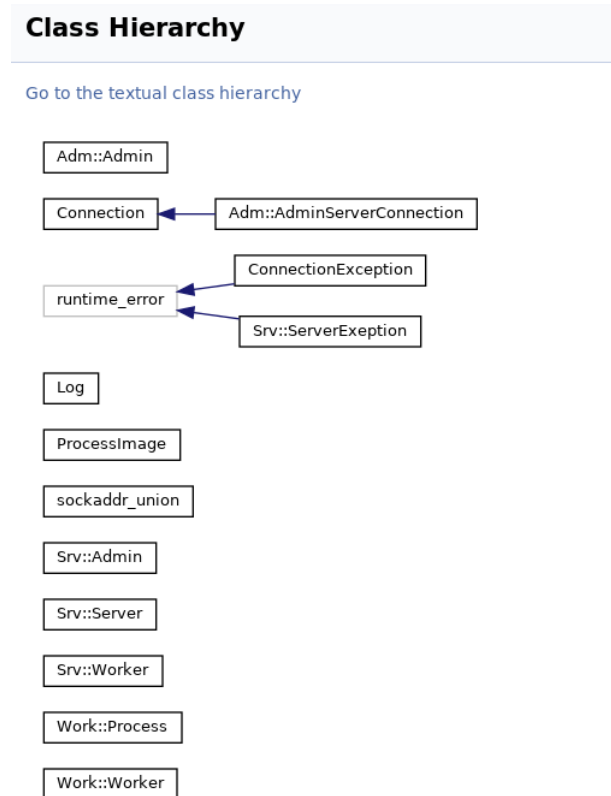 Class Hierarchy
Go to the textual class hierarchy
Adm::Admin
Connection
Adm::AdminServerConnection
ConnectionException
runtime_error
Srv::ServerExeption
Log
ProcessImage
sockaddr_union
Srv::Admin
Srv::Server
Srv::Worker
Work::Process
Work::Worker